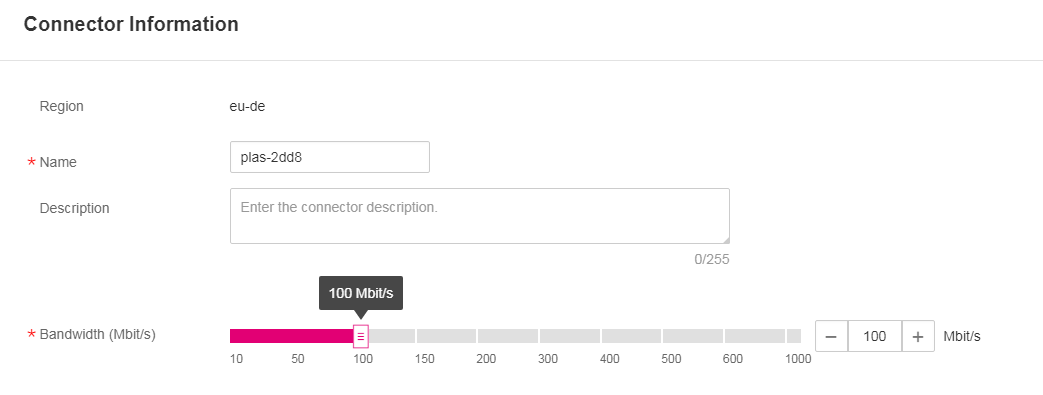 Connector Information
Region eu-de
* Name plas-2dd8
Description Enter the connector description.
0/255
100 Mbit/s
* Bandwidth (Mbit/s) − 100 + Mbit/s
10 50 100 150 200 300 400 500 600 1000